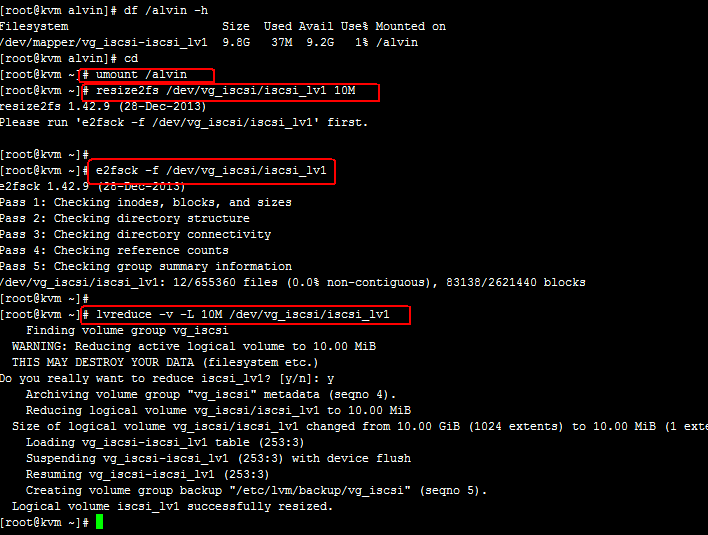 [root@kvm alvin]# df /alvin -h
Filesystem                      Size  Used Avail Use% Mounted on
/dev/mapper/vg_iscsi-iscsi_lv1  9.8G   37M  9.2G   1% /alvin
[root@kvm alvin]# cd
[root@kvm ~]# umount /alvin
[root@kvm ~]# resize2fs /dev/vg_iscsi/iscsi_lv1 10M
resize2fs 1.42.9 (28-Dec-2013)
Please run 'e2fsck -f /dev/vg_iscsi/iscsi_lv1' first.
[root@kvm ~]#
[root@kvm ~]# e2fsck -f /dev/vg_iscsi/iscsi_lv1
e2fsck 1.42.9 (28-Dec-2013)
Pass 1: Checking inodes, blocks, and sizes
Pass 2: Checking directory structure
Pass 3: Checking directory connectivity
Pass 4: Checking reference counts
Pass 5: Checking group summary information
/dev/vg_iscsi/iscsi_lv1: 12/655360 files (0.0% non-contiguous), 83138/2621440 blocks
[root@kvm ~]#
[root@kvm ~]# lvreduce -v -L 10M /dev/vg_iscsi/iscsi_lv1
    Finding volume group vg_iscsi
  WARNING: Reducing active logical volume to 10.00 MiB
  THIS MAY DESTROY YOUR DATA (filesystem etc.)
Do you really want to reduce iscsi_lv1? [y/n]: y
    Archiving volume group "vg_iscsi" metadata (seqno 4).
    Reducing logical volume vg_iscsi/iscsi_lv1 to 10.00 MiB
  Size of logical volume vg_iscsi/iscsi_lv1 changed from 10.00 GiB (1024 extents) to 10.00 MiB (1 exte
    Loading vg_iscsi-iscsi_lv1 table (253:3)
    Suspending vg_iscsi-iscsi_lv1 (253:3) with device flush
    Resuming vg_iscsi-iscsi_lv1 (253:3)
    Creating volume group backup "/etc/lvm/backup/vg_iscsi" (seqno 5).
  Logical volume iscsi_lv1 successfully resized.
[root@kvm ~]#